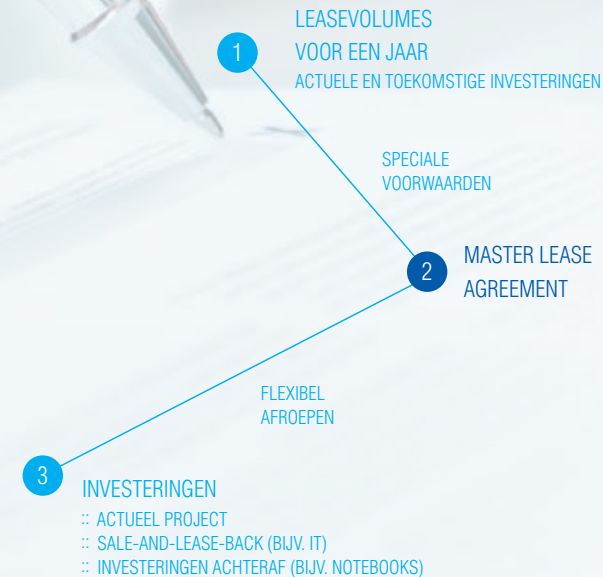 1
LEASEVOLUMES
VOOR EEN JAAR
ACTUELE EN TOEKOMSTIGE INVESTERINGEN
SPECIALE
VOORWAARDEN
2
MASTER LEASE
AGREEMENT
FLEXIBEL
AFROEPEN
3
INVESTERINGEN
:: ACTUEEL PROJECT
:: SALE-AND-LEASE-BACK (BIJV. IT)
:: INVESTERINGEN ACHTERAF (BIJV. NOTEBOOKS)